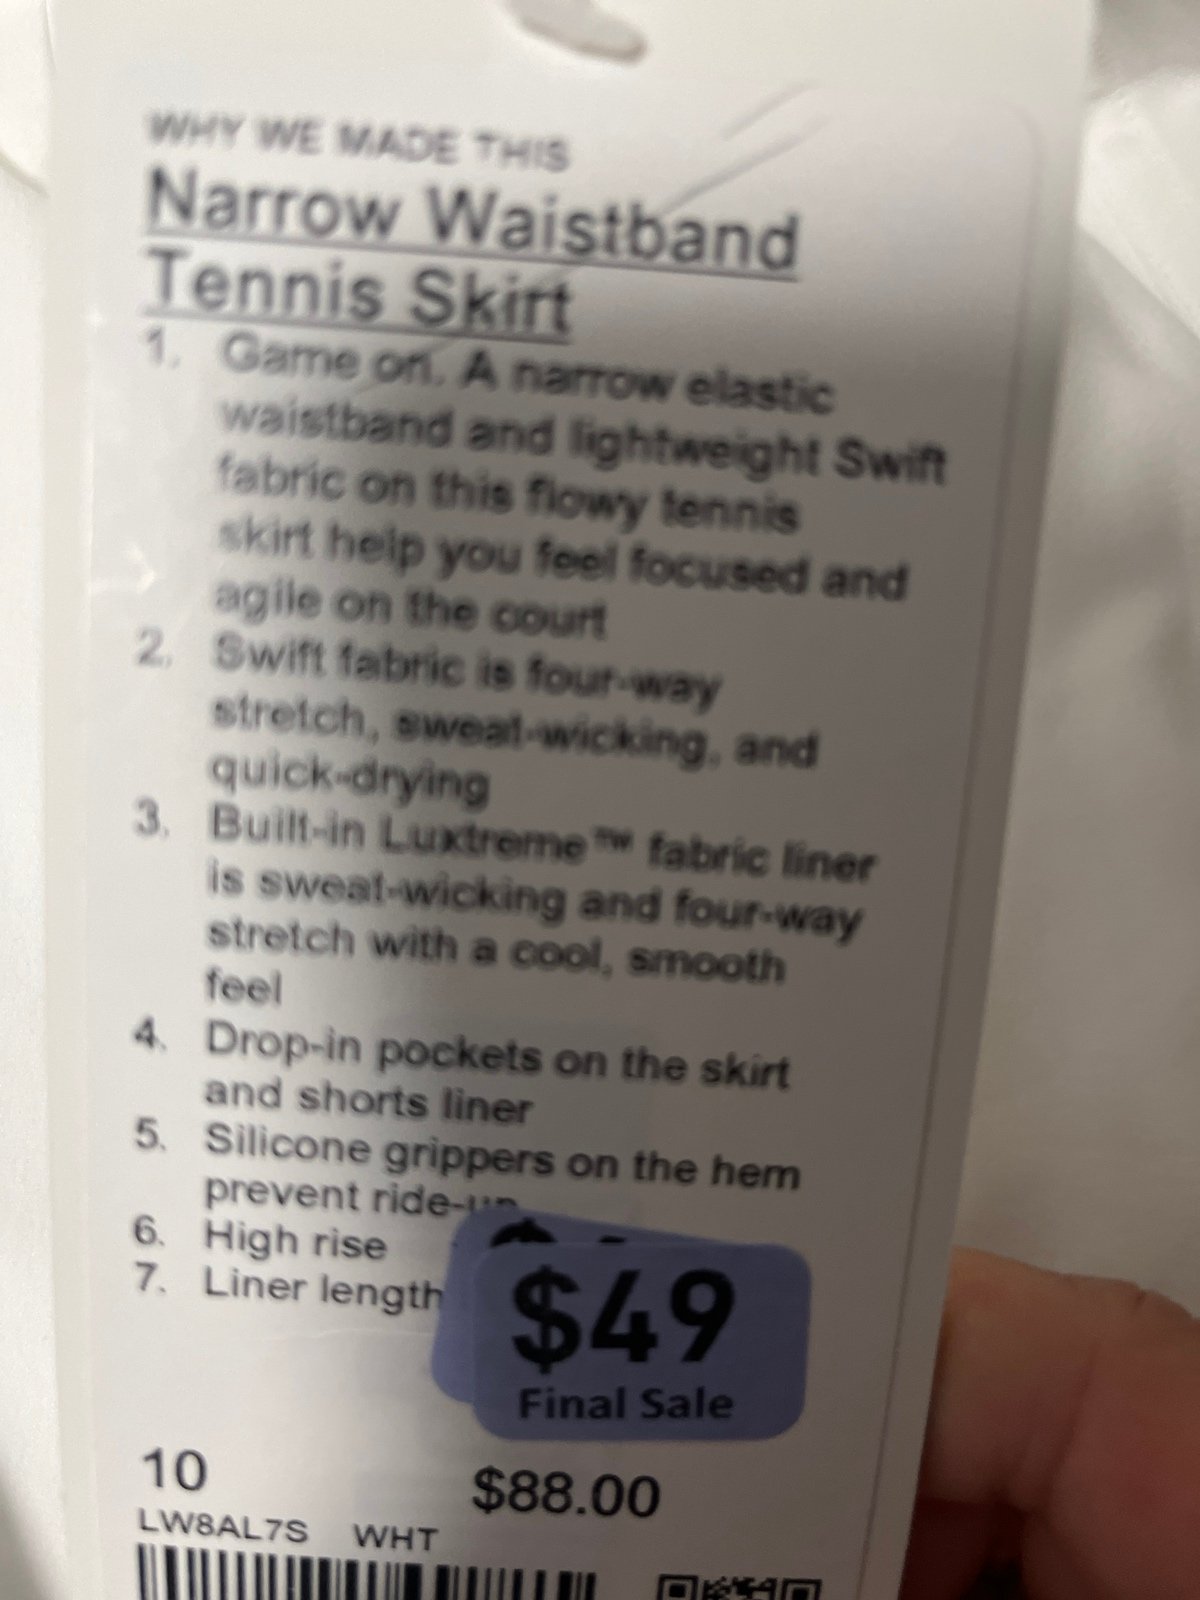 WHY WE MADE THIS
Narrow Waistband
Tennis Skirt
1. Game on. A narrow elastic
waistband and lightweight Swift
fabric on this flowy tennis
skirt help you feel focused and
agile on the court
2. Swift fabric is four-way
stretch, sweat-wicking, and
quick-drying
3. Built-in Luxtreme™ fabric liner
is sweat-wicking and four-way
stretch with a cool, smooth
feel
4. Drop-in pockets on the skirt
and shorts liner
5. Silicone grippers on the hem
prevent ride-up
6. High rise
7. Liner length
$49
Final Sale
10 $88.00
LW8AL7S WHT